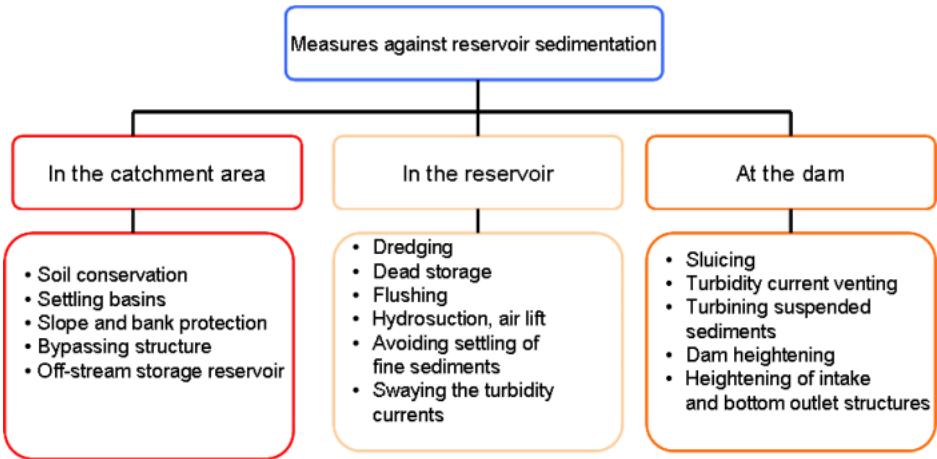 Measures against reservoir sedimentation
In the catchment area
In the reservoir
At the dam
• Soil conservation
• Settling basins
• Slope and bank protection
• Bypassing structure
• Off-stream storage reservoir
• Dredging
• Dead storage
• Flushing
• Hydrosuction, air lift
• Avoiding settling of
fine sediments
• Swaying the turbidity
currents
• Sluicing
• Turbidity current venting
• Turbining suspended
sediments
• Dam heightening
• Heightening of intake
and bottom outlet structures